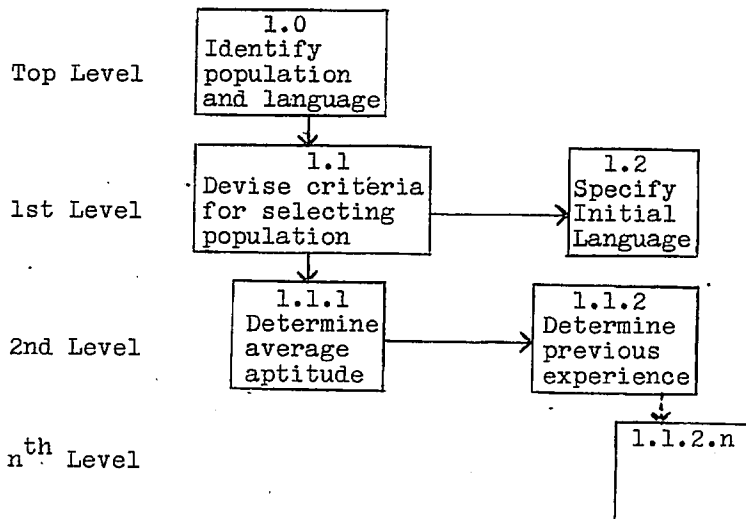 1.0
Identify
population
and language
Top Level
1.1
Devise criteria
for selecting
population
1.2
Specify
Initial
Language
1st Level
1.1.1
Determine
average
aptitude
1.1.2
Determine
previous
experience
2nd Level
1.1.2.n
nth Level